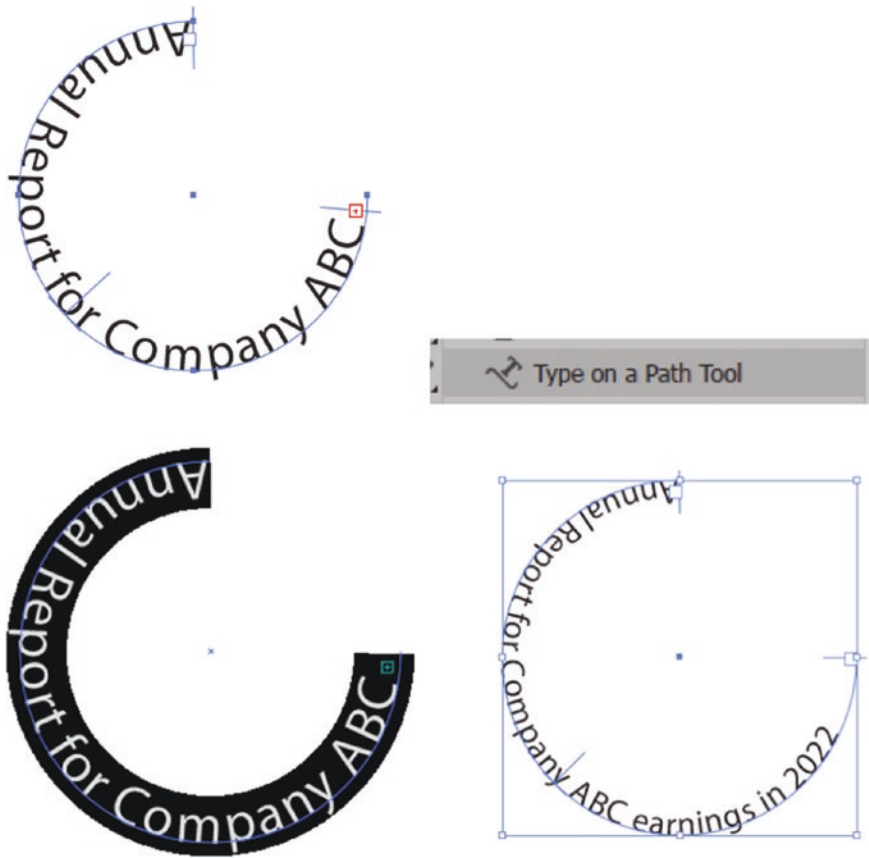 Annual Report for Company ABC
Type on a Path Tool
Annual Report for Company ABC
Annual Report for Company ABC earnings in 2022